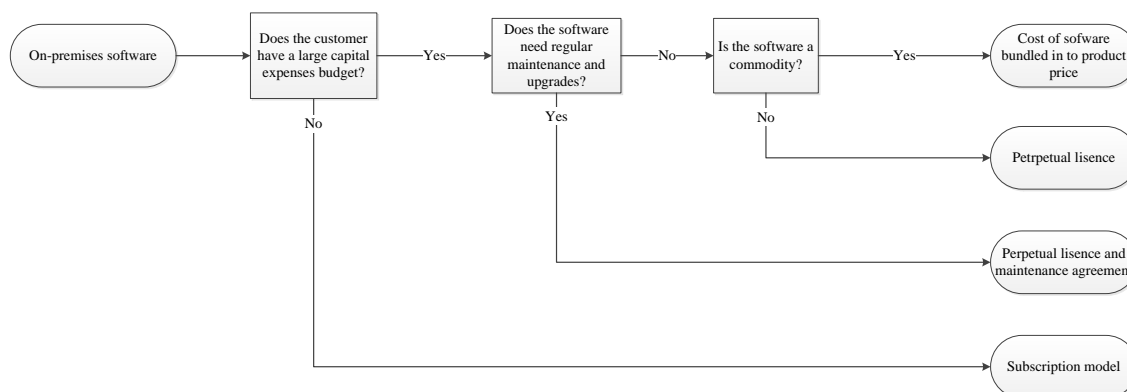 On-premises software
Does the customer
have a large capital
expenses budget?
Yes
Does the software
need regular
maintenance and
upgrades?
No
Is the software a
commodity?
Yes
Cost of sofware
bundled in to product
price
No
Yes
No
Petrpetual lisence
Perpetual lisence and
maintenance agreement
Subscription model